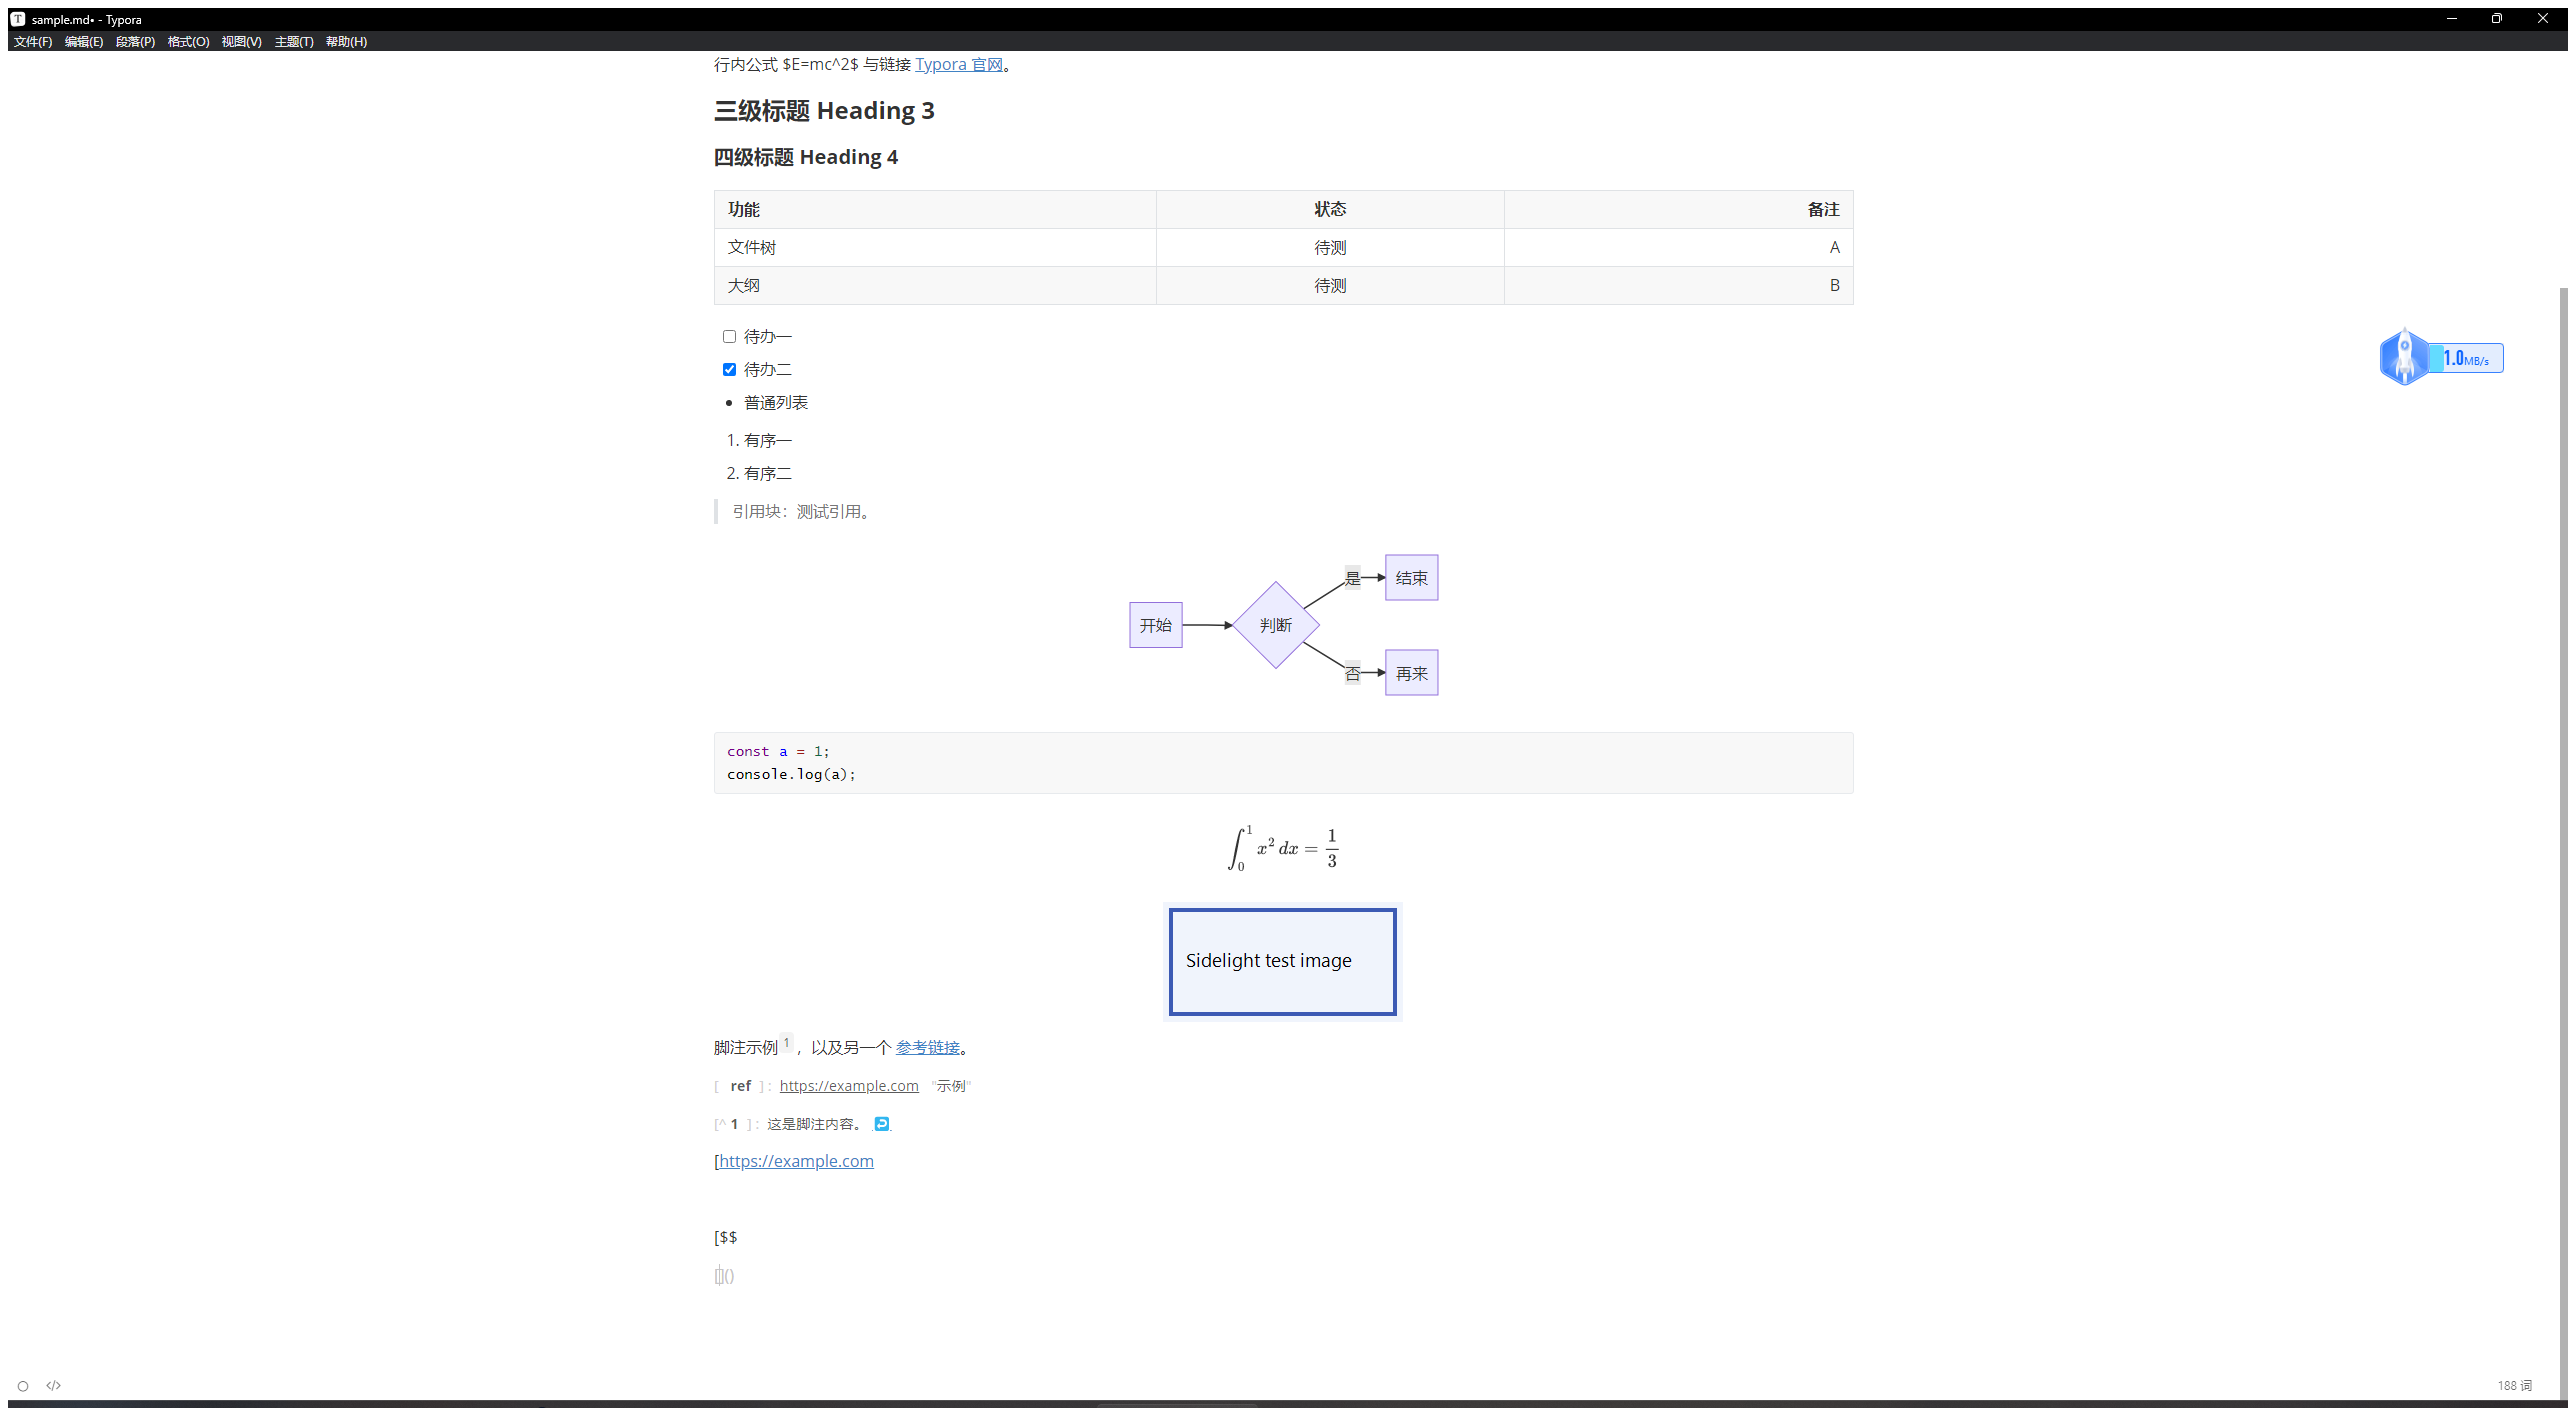 sample.md• - Typora
文件(F) 编辑(E) 段落(P) 格式(O) 视图(V) 主题(T) 帮助(H)
行内公式 $E=mc^2$ 与链接 Typora 官网。
三级标题 Heading 3
四级标题 Heading 4
功能 状态 备注
文件树 待测 A
大纲 待测 B
待办一
1.0MB/s
待办二
• 普通列表
1. 有序一
2. 有序二
引用块：测试引用。
是 结束
开始 判断
否 再来
const a = 1;
console.log(a);
∫₀¹ x² dx = 1/3
Sidelight test image
脚注示例1，以及另一个 参考链接。
[ ref ]: https://example.com "示例"
[^ 1 ]: 这是脚注内容。 ↩
[https://example.com
[$$
[]()
</> 188 词